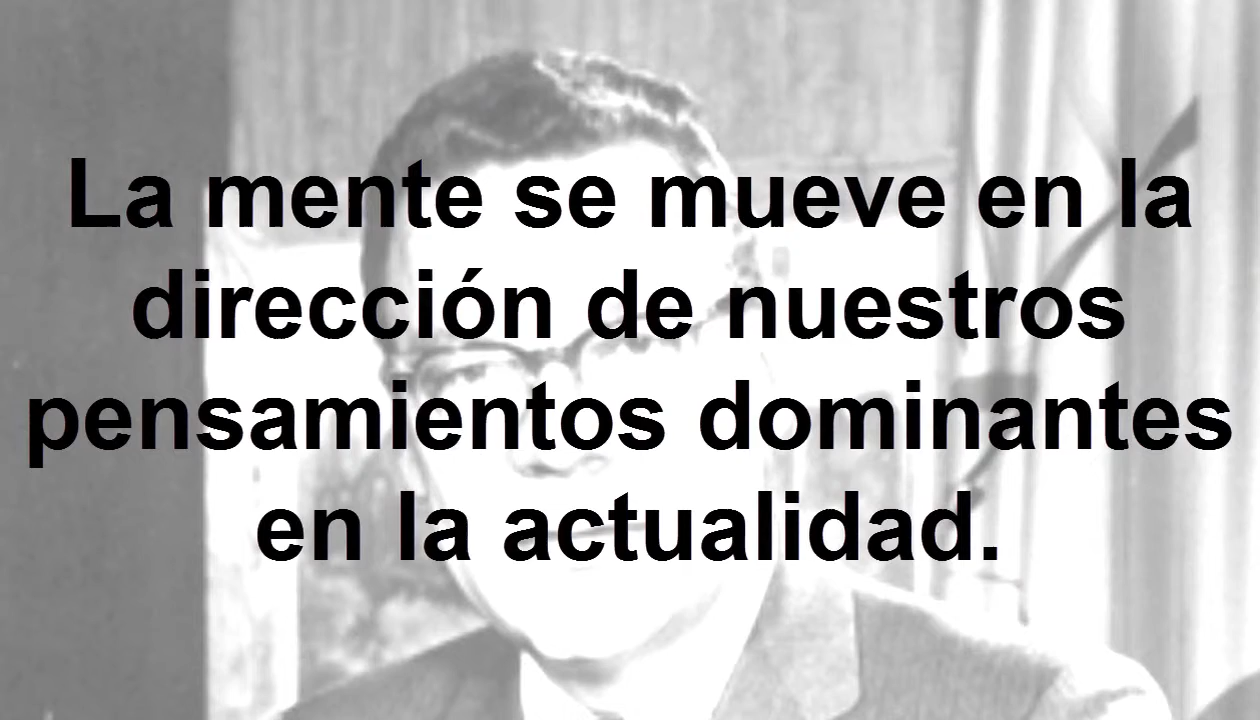 La mente se mueve en la
dirección de nuestros
pensamientos dominantes
en la actualidad.